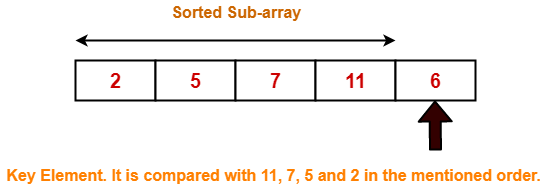 Sorted Sub-array
2 5 7 11 6
Key Element. It is compared with 11, 7, 5 and 2 in the mentioned order.